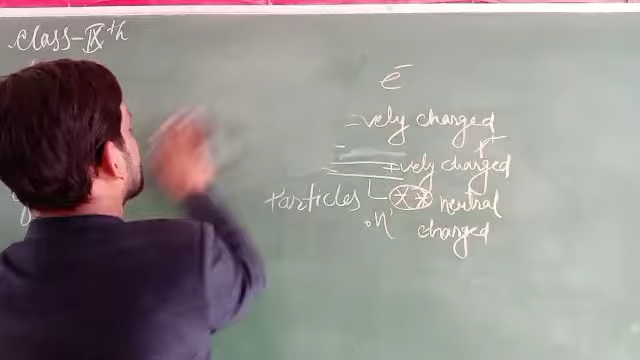 Class-IXth
e⁻
-vely charged
p⁺
+vely charged
Particles
neutral
n°
charged